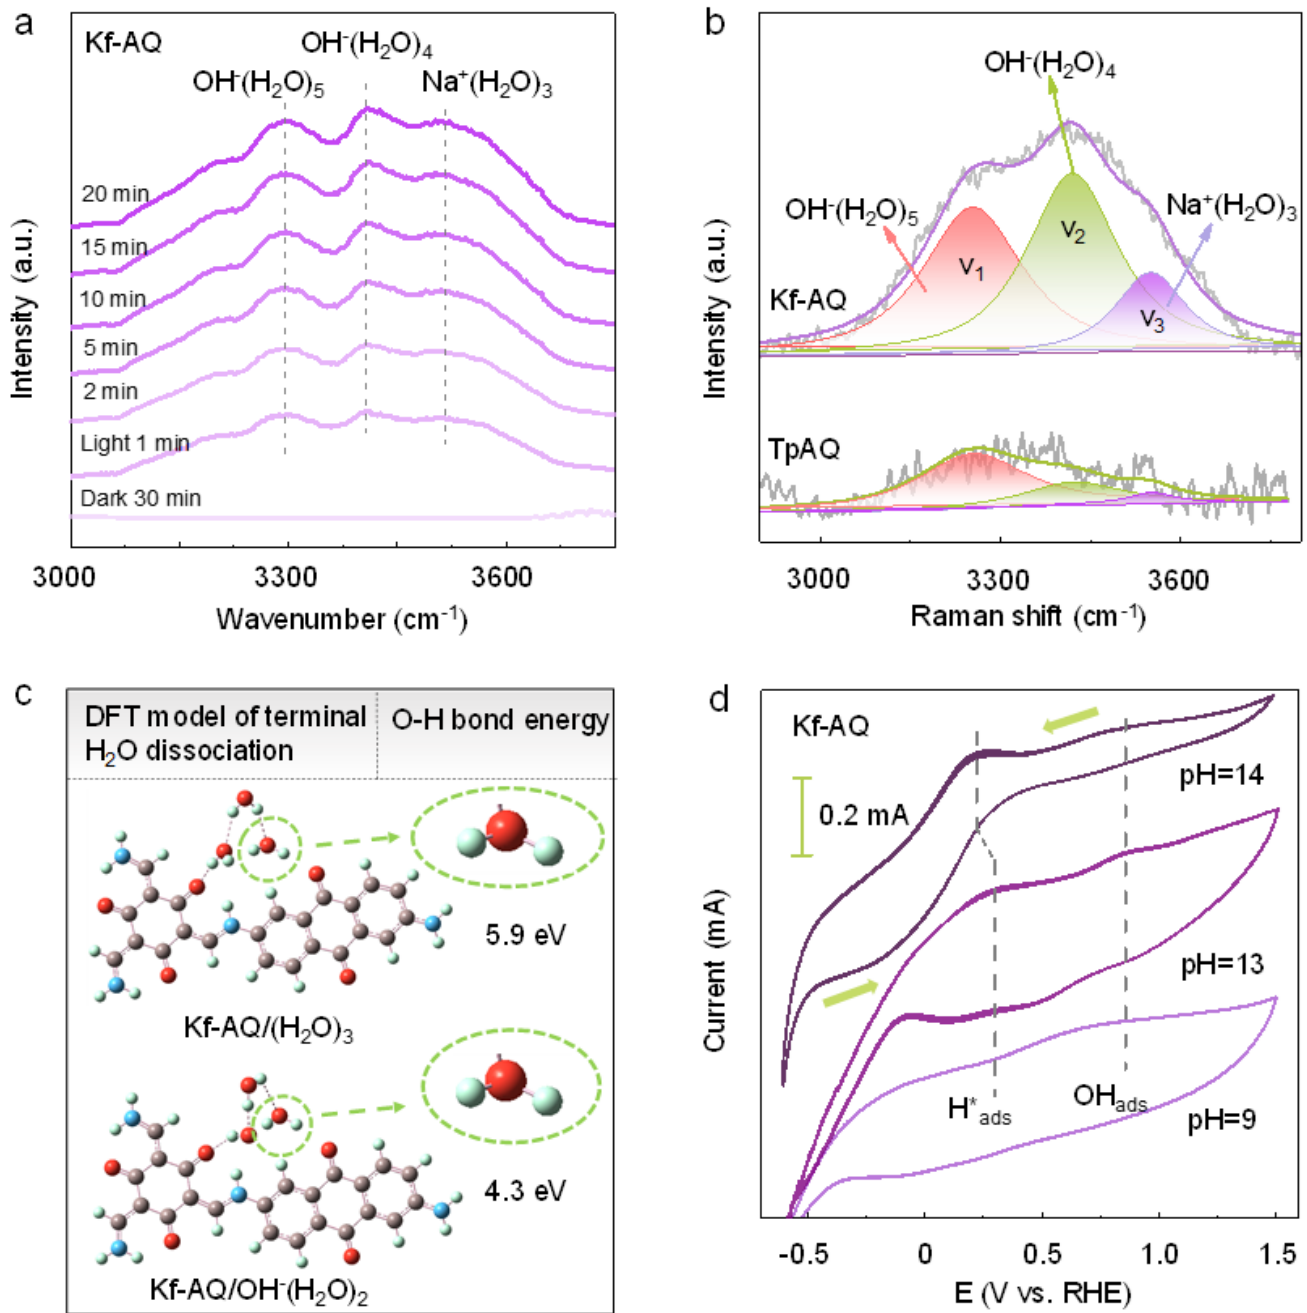 a
Kf-AQ
OH⁻(H₂O)₄
OH⁻(H₂O)₅
Na⁺(H₂O)₃
20 min
15 min
10 min
5 min
2 min
Light 1 min
Dark 30 min
Intensity (a.u.)
3000
3300
3600
Wavenumber (cm⁻¹)
b
OH⁻(H₂O)₄
OH⁻(H₂O)₅
Na⁺(H₂O)₃
v₁
v₂
v₃
Kf-AQ
TpAQ
Intensity (a.u.)
3000
3300
3600
Raman shift (cm⁻¹)
c
DFT model of terminal
H₂O dissociation
O-H bond energy
5.9 eV
Kf-AQ/(H₂O)₃
4.3 eV
Kf-AQ/OH⁻(H₂O)₂
d
Kf-AQ
0.2 mA
pH=14
pH=13
pH=9
H*ads
OHads
Current (mA)
-0.5
0
0.5
1.0
1.5
E (V vs. RHE)